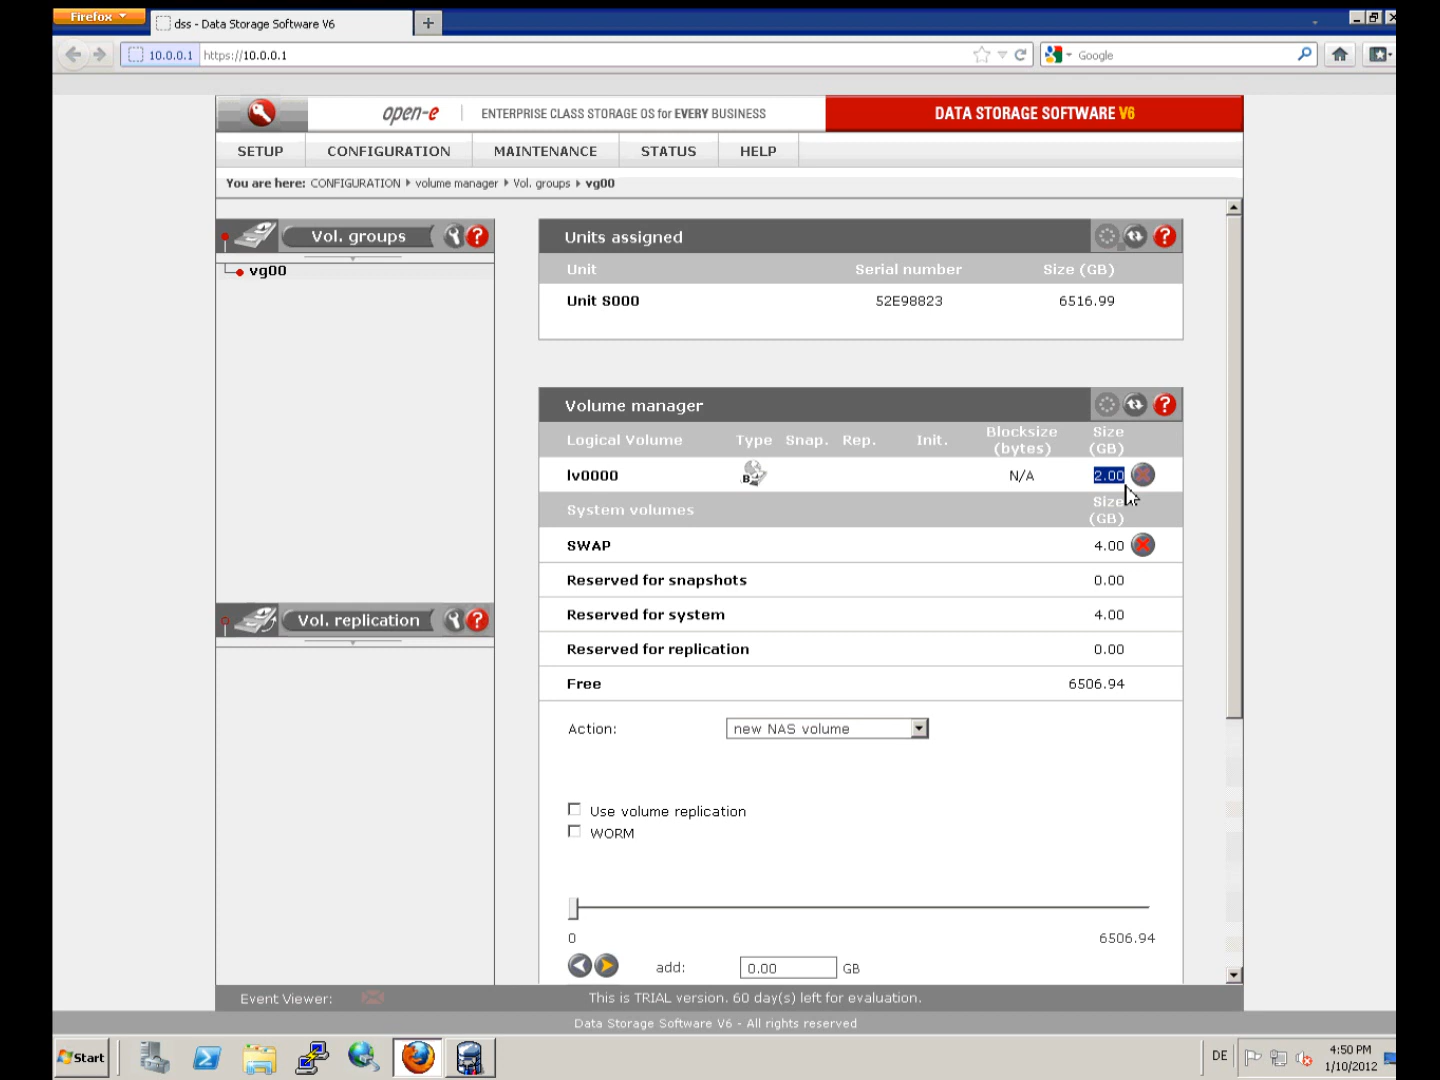 Firefox
dss - Data Storage Software V6
10.0.0.1 https://10.0.0.1
Google
open-e ENTERPRISE CLASS STORAGE OS for EVERY BUSINESS
DATA STORAGE SOFTWARE V6
SETUP CONFIGURATION MAINTENANCE STATUS HELP
You are here: CONFIGURATION volume manager Vol. groups vg00
Vol. groups
vg00
Vol. replication
Units assigned
Unit Serial number Size (GB)
Unit S000 52E98823 6516.99
Volume manager
Logical Volume Type Snap. Rep. Init. Blocksize (bytes) Size (GB)
lv0000 B N/A 2.00
System volumes Size (GB)
SWAP 4.00
Reserved for snapshots 0.00
Reserved for system 4.00
Reserved for replication 0.00
Free 6506.94
Action: new NAS volume
Use volume replication
WORM
0 6506.94
add: 0.00 GB
Event Viewer: This is TRIAL version. 60 day(s) left for evaluation.
Data Storage Software V6 - All rights reserved
Start DE 4:50 PM
1/10/2012